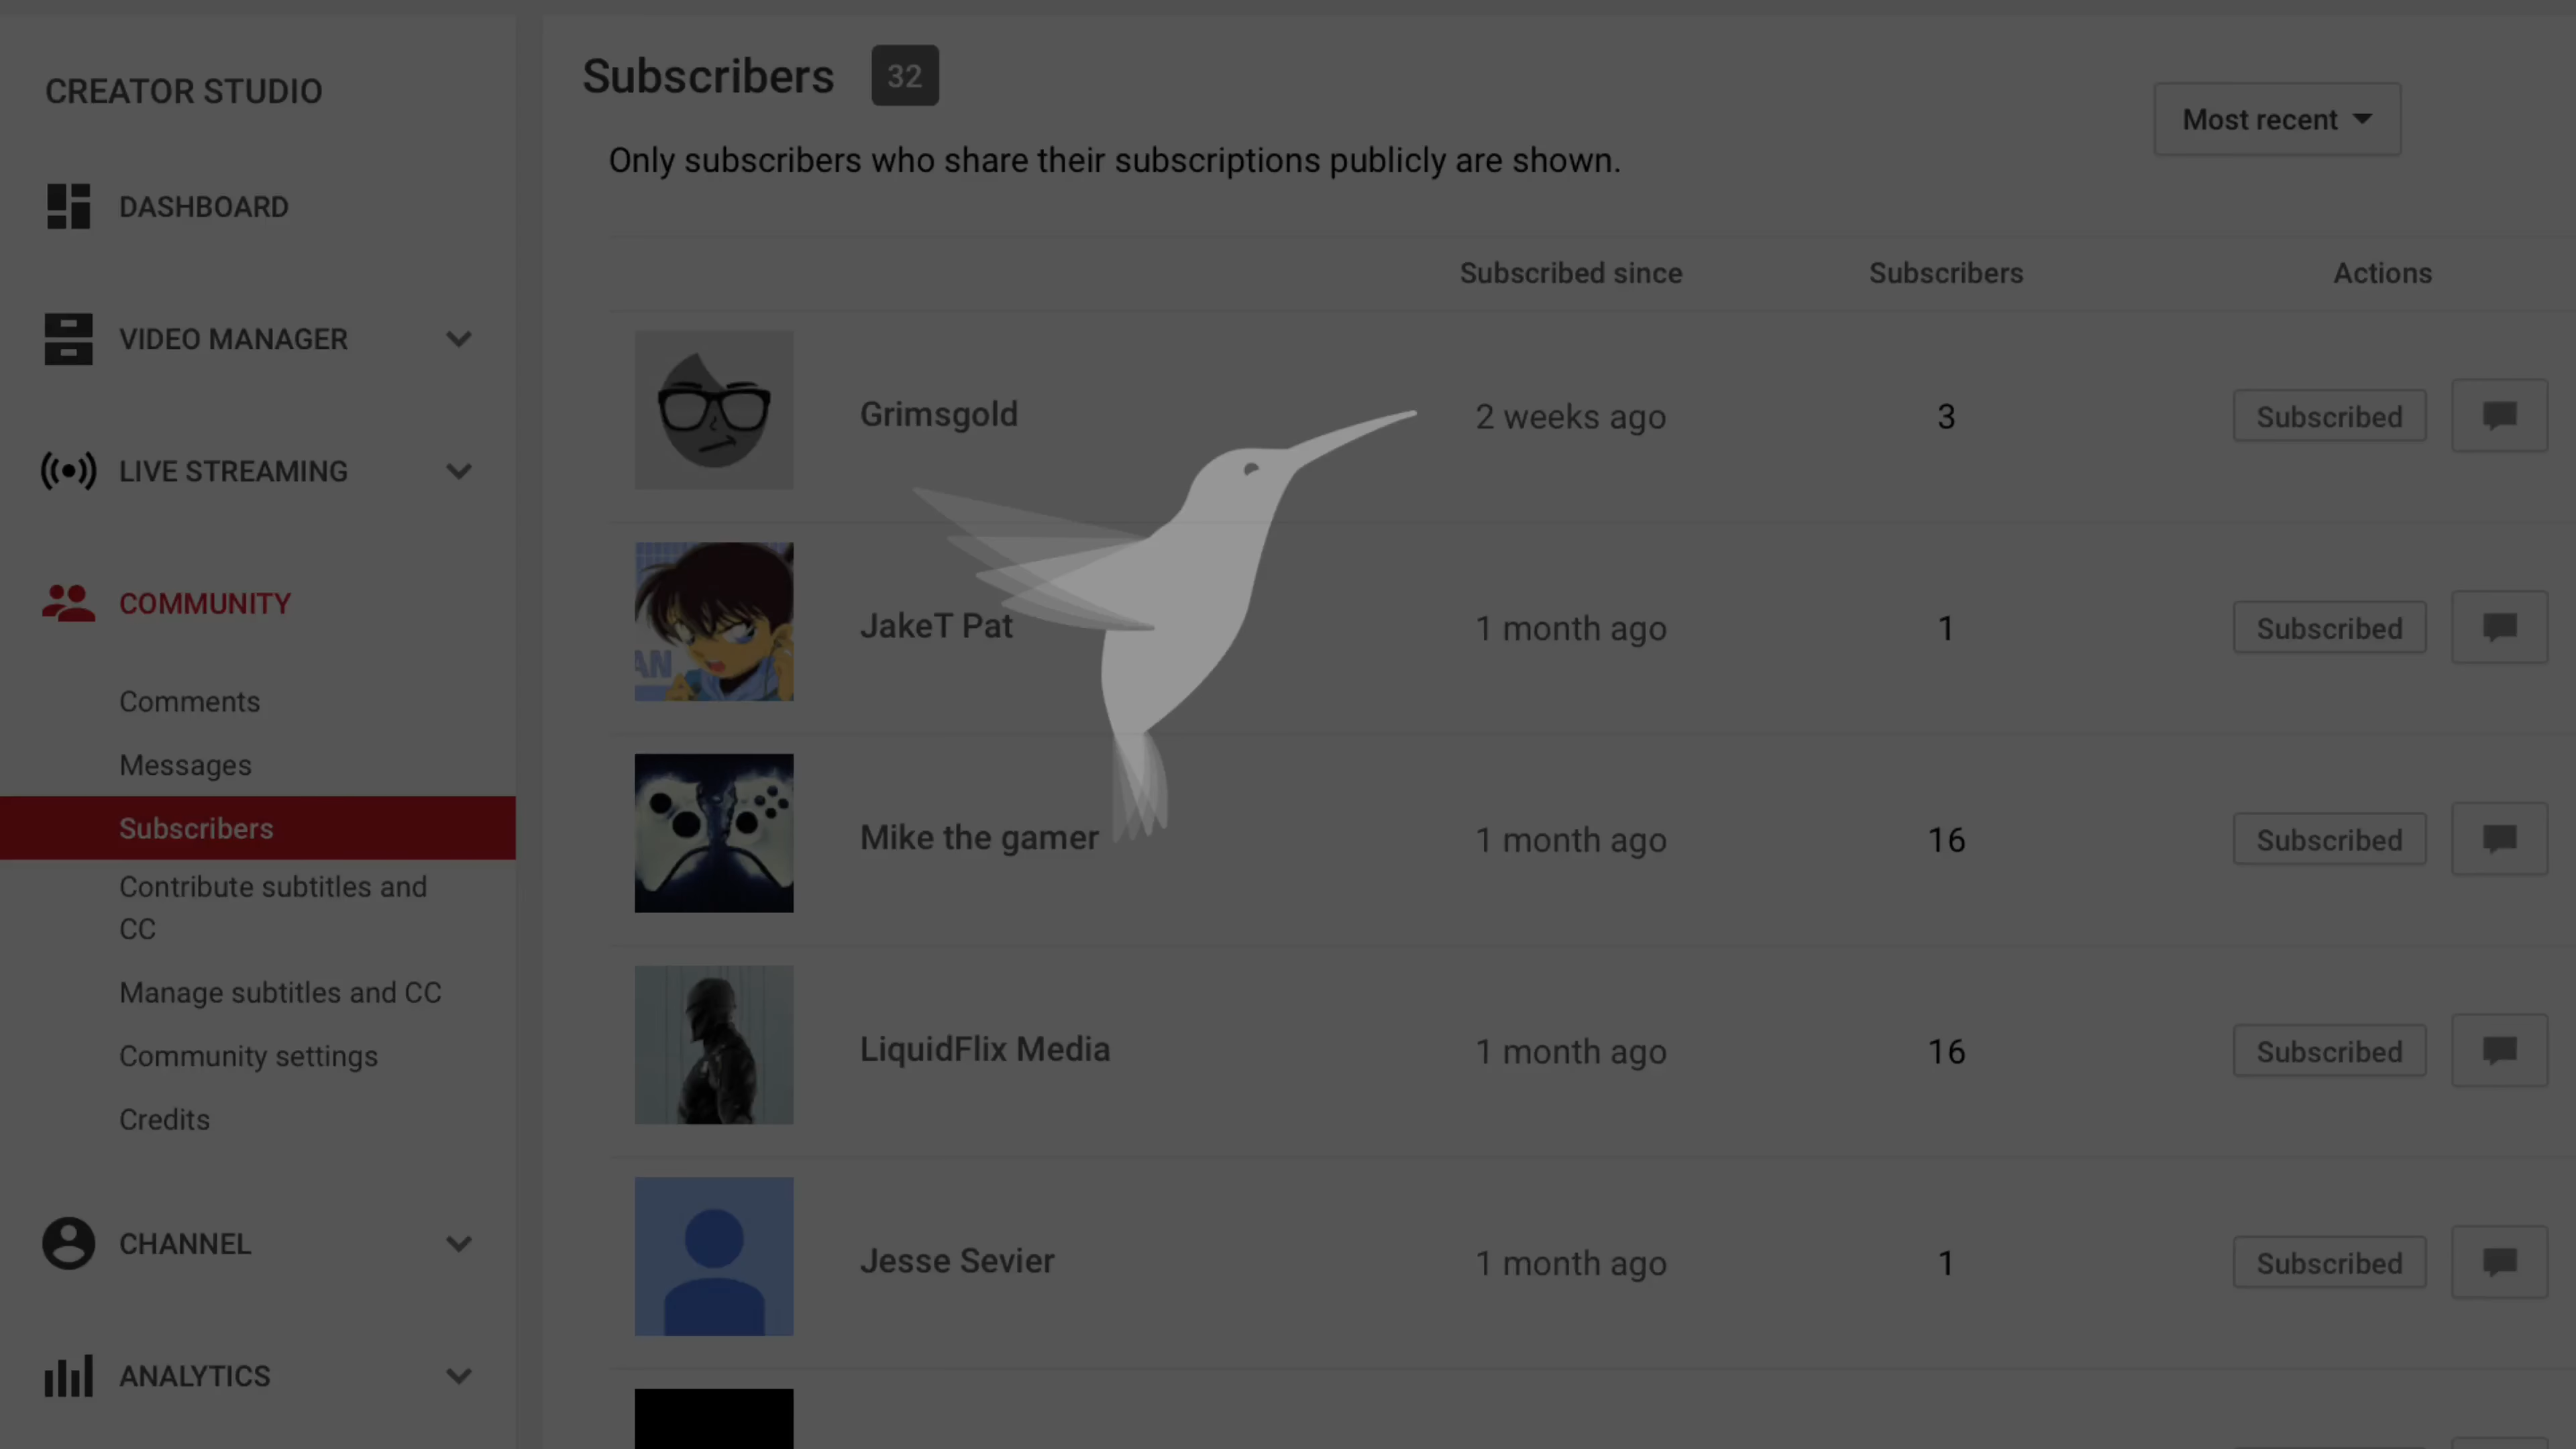 CREATOR STUDIO
DASHBOARD
VIDEO MANAGER
LIVE STREAMING
COMMUNITY
Comments
Messages
Subscribers
Contribute subtitles and
CC
Manage subtitles and CC
Community settings
Credits
CHANNEL
ANALYTICS
Subscribers 32
Most recent
Only subscribers who share their subscriptions publicly are shown.
Subscribed since Subscribers Actions
Grimsgold 2 weeks ago 3 Subscribed
JakeT Pat 1 month ago 1 Subscribed
AN
Mike the gamer 1 month ago 16 Subscribed
LiquidFlix Media 1 month ago 16 Subscribed
Jesse Sevier 1 month ago 1 Subscribed